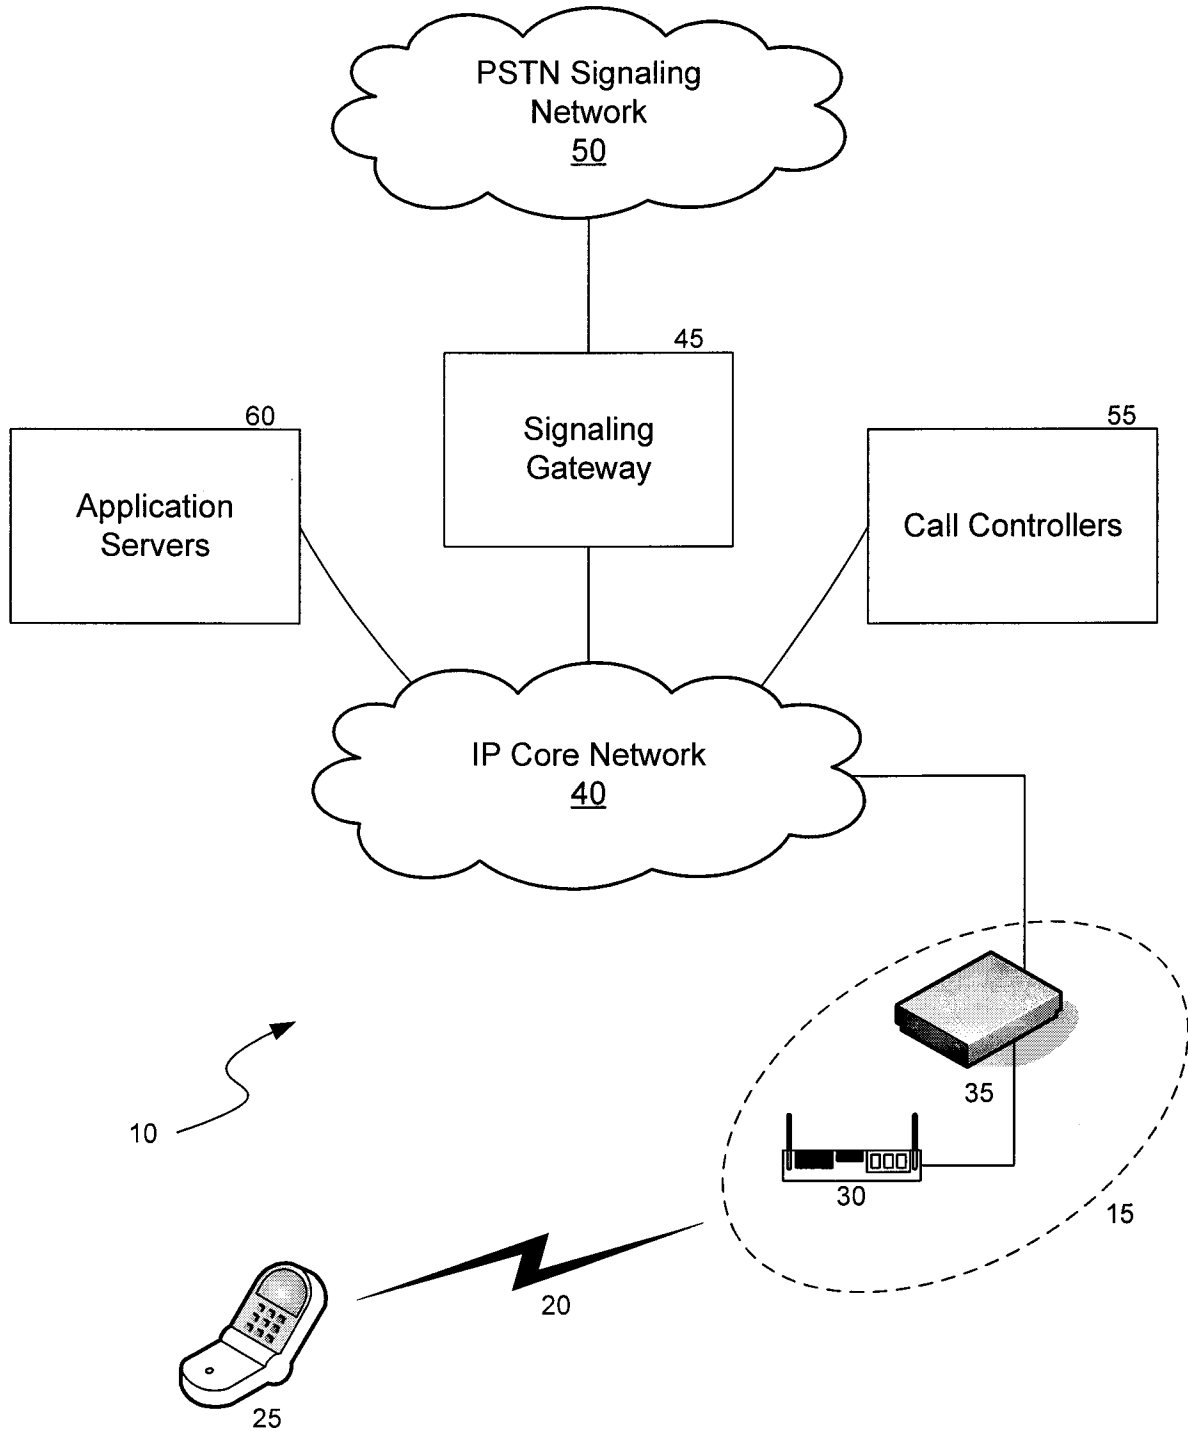 PSTN Signaling
Network
50
45
Signaling
Gateway
60
Application
Servers
55
Call Controllers
IP Core Network
40
35
10
30
15
20
25